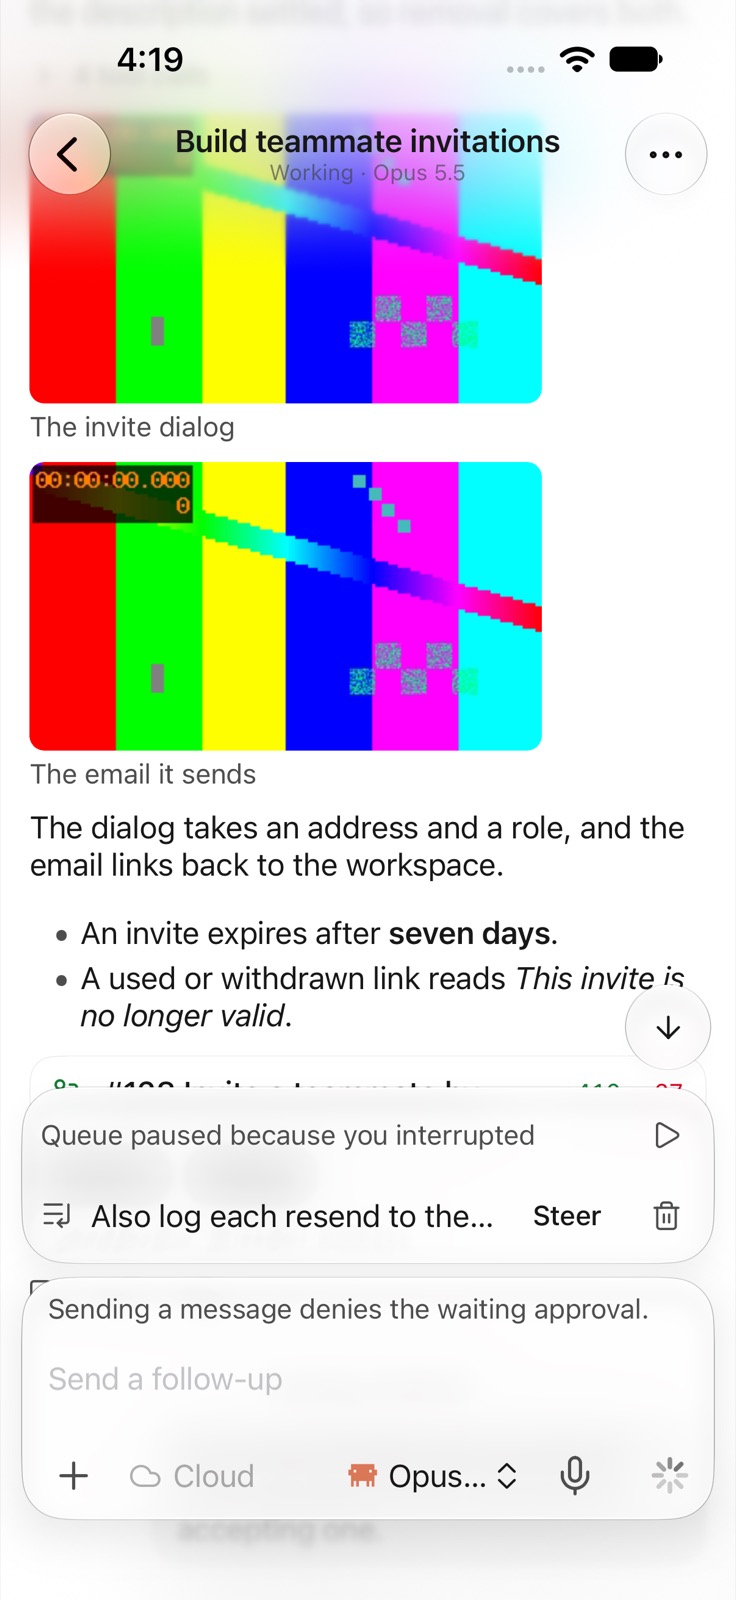 4:19
Build teammate invitations
Working · Opus 5.5
The invite dialog
00:00:00.000
0
The email it sends
The dialog takes an address and a role, and the
email links back to the workspace.
• An invite expires after seven days.
• A used or withdrawn link reads This invite is
no longer valid.
Queue paused because you interrupted
Also log each resend to the... Steer
Sending a message denies the waiting approval.
Send a follow-up
Cloud Opus...
accepting one.